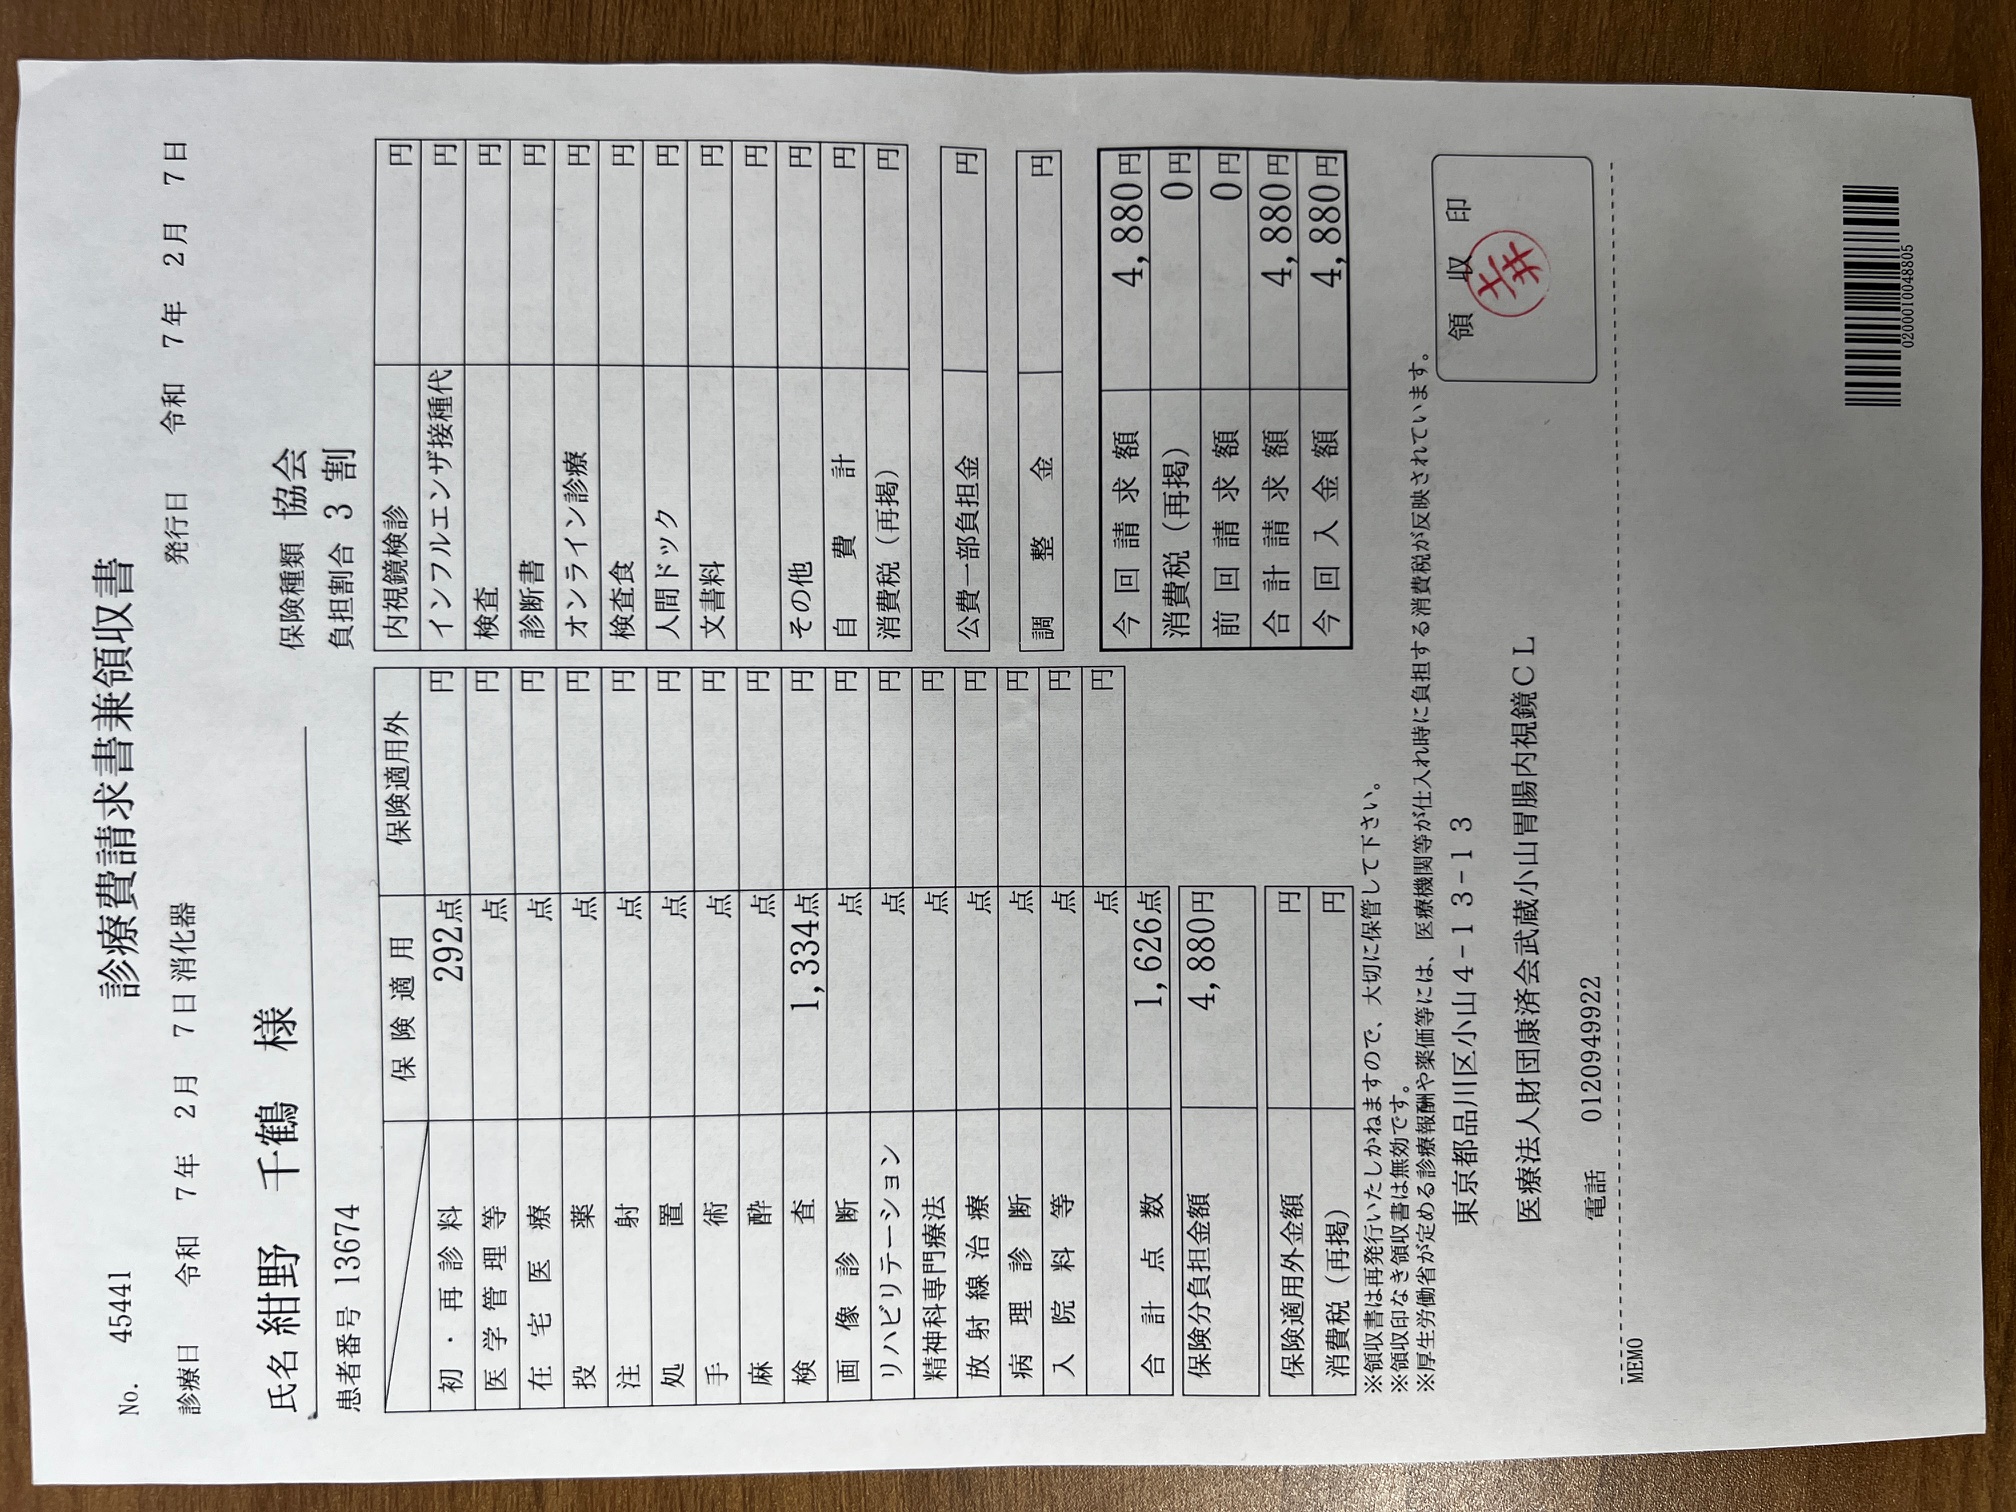 診療費請求書兼領収書
No. 45441
診療日 令和 7年 2月 7日 消化器
発行日 令和 7年 2月 7日
氏名 紺野 千鶴 様
患者番号 13674
保険種類 協会
負担割合 3 割
保険適用 保険適用外
初・再診料 292点 円
医学管理等 点 円
在宅医療 点 円
投薬 点 円
注射 点 円
処置 点 円
手術 点 円
麻酔 点 円
検査 1,334点 円
画像診断 点 円
リハビリテーション 点 円
精神科専門療法 点 円
放射線治療 点 円
病理診断 点 円
入院料等 点 円
点 円
合計点数 1,626点
保険分負担金額 4,880円
保険適用外金額 円
消費税（再掲） 円
内視鏡検診 円
インフルエンザ接種代 円
検査 円
診断書 円
オンライン診療 円
検査食 円
人間ドック 円
文書料 円
円
その他 円
自費計 円
消費税（再掲） 円
公費一部負担金 円
調整金 円
今回請求額 4,880円
消費税（再掲） 0円
前回請求額 0円
合計請求額 4,880円
今回入金額 4,880円
※領収書は再発行いたしかねますので、大切に保管して下さい。
※領収印なき領収書は無効です。
※厚生労働省が定める診療報酬や薬価等には、医療機関等が仕入れ時に負担する消費税が反映されています。
東京都品川区小山４−１３−１３
医療法人財団康済会武蔵小山胃腸内視鏡ＣＬ
電話 0120949922
領収印
土井
MEMO
0200010048805